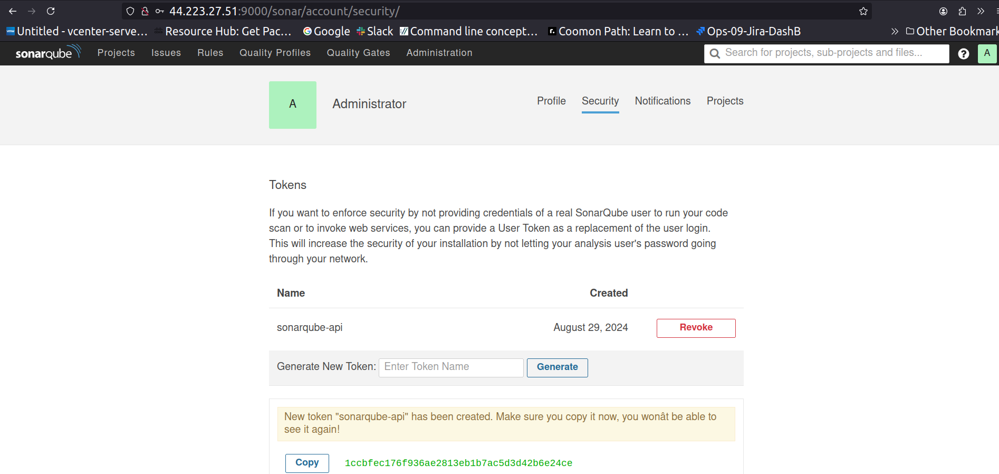 44.223.27.51:9000/sonar/account/security/
Untitled - vcenter-serve... Resource Hub: Get Pac... Google Slack Command line concept... Coomon Path: Learn to ... Ops-09-Jira-DashB Other Bookmark
sonarqube Projects Issues Rules Quality Profiles Quality Gates Administration Search for projects, sub-projects and files... ? A
A Administrator Profile Security Notifications Projects
Tokens
If you want to enforce security by not providing credentials of a real SonarQube user to run your code
scan or to invoke web services, you can provide a User Token as a replacement of the user login.
This will increase the security of your installation by not letting your analysis user's password going
through your network.
Name Created
sonarqube-api August 29, 2024 Revoke
Generate New Token: Enter Token Name Generate
New token "sonarqube-api" has been created. Make sure you copy it now, you wonât be able to
see it again!
Copy 1ccbfec176f936ae2813eb1b7ac5d3d42b6e24ce